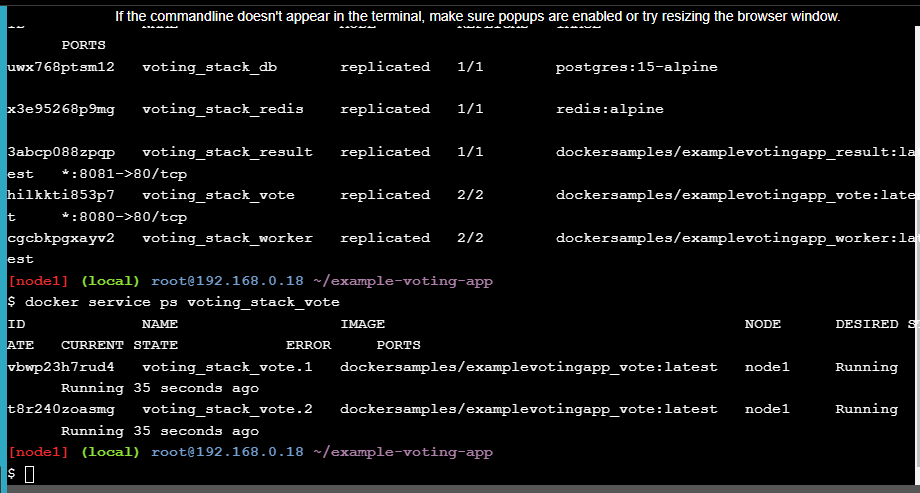 If the commandline doesn't appear in the terminal, make sure popups are enabled or try resizing the browser window.
PORTS
uwx768ptsm12 voting_stack_db replicated 1/1 postgres:15-alpine
x3e95268p9mg voting_stack_redis replicated 1/1 redis:alpine
3abcp088zpqp voting_stack_result replicated 1/1 dockersamples/examplevotingapp_result:la
est *:8081->80/tcp
hilkkti853p7 voting_stack_vote replicated 2/2 dockersamples/examplevotingapp_vote:late
t *:8080->80/tcp
cgcbkpgxayv2 voting_stack_worker replicated 2/2 dockersamples/examplevotingapp_worker:la
est
[node1] (local) root@192.168.0.18 ~/example-voting-app
$ docker service ps voting_stack_vote
ID NAME IMAGE NODE DESIRED S
ATE CURRENT STATE ERROR PORTS
vbwp23h7rud4 voting_stack_vote.1 dockersamples/examplevotingapp_vote:latest node1 Running
Running 35 seconds ago
t8r240zoasmg voting_stack_vote.2 dockersamples/examplevotingapp_vote:latest node1 Running
Running 35 seconds ago
[node1] (local) root@192.168.0.18 ~/example-voting-app
$